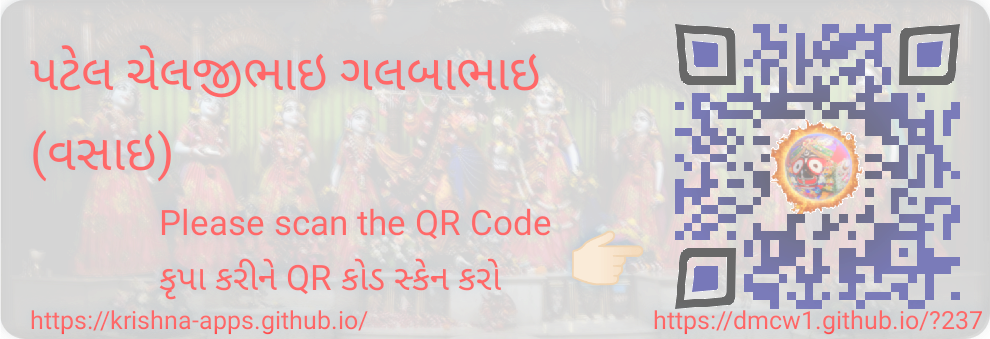 પટેલ ચેલજીભાઇ ગલબાભાઇ
(વસાઇ)
Please scan the QR Code
કૃપા કરીને QR કોડ સ્કેન કરો
https://krishna-apps.github.io/
https://dmcw1.github.io/?237